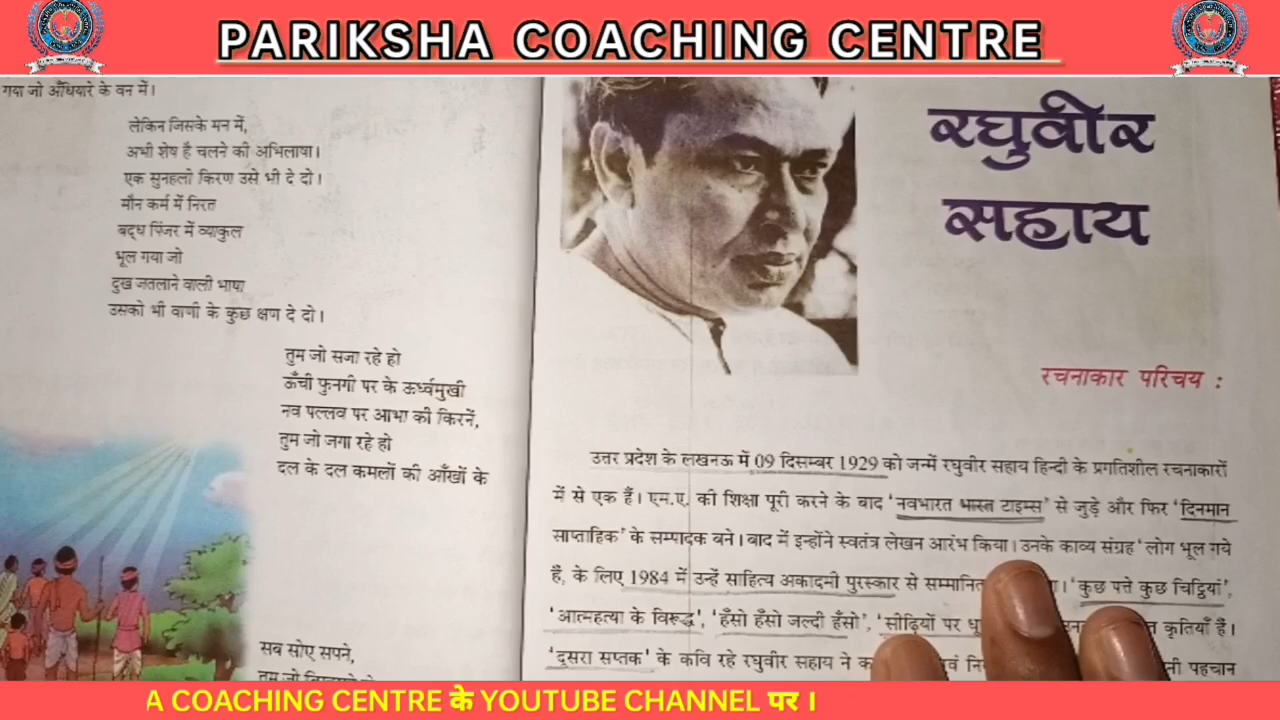 PARIKSHA COACHING CENTRE
गया जो अँधियारे के वन में।
लेकिन जिसके मन में,
अभी शेष है चलने की अभिलाषा।
एक सुनहली किरण उसे भी दे दो।
मौन कर्म में निरत
बद्ध पिंजर में व्याकुल
भूल गया जो
दुख जतलाने वाली भाषा
उसको भी वाणी के कुछ क्षण दे दो।
तुम जो सजा रहे हो
ऊँची फुनगी पर के ऊर्ध्वमुखी
नव पल्लव पर आभा की किरनें,
तुम जो जगा रहे हो
दल के दल कमलों की आँखों के
सब सोए सपने,
रघुवीर
सहाय
रचनाकार परिचय :
उत्तर प्रदेश के लखनऊ में 09 दिसम्बर 1929 को जन्में रघुवीर सहाय हिन्दी के प्रगतिशील रचनाकारों
में से एक हैं। एम.ए. की शिक्षा पूरी करने के बाद 'नवभारत भारत टाइम्स' से जुड़े और फिर 'दिनमान
साप्ताहिक' के सम्पादक बने। बाद में इन्होंने स्वतंत्र लेखन आरंभ किया। उनके काव्य संग्रह 'लोग भूल गये
हैं, के लिए 1984 में उन्हें साहित्य अकादमी पुरस्कार से सम्मानित 'कुछ पत्ते कुछ चिट्ठियां',
'आत्महत्या के विरूद्ध', 'हँसो हँसो जल्दी हँसो', 'सीढ़ियों पर कृतियाँ हैं।
'दूसरा सप्तक' के कवि रहे रघुवीर सहाय ने पहचान
A COACHING CENTRE के YOUTUBE CHANNEL पर ।